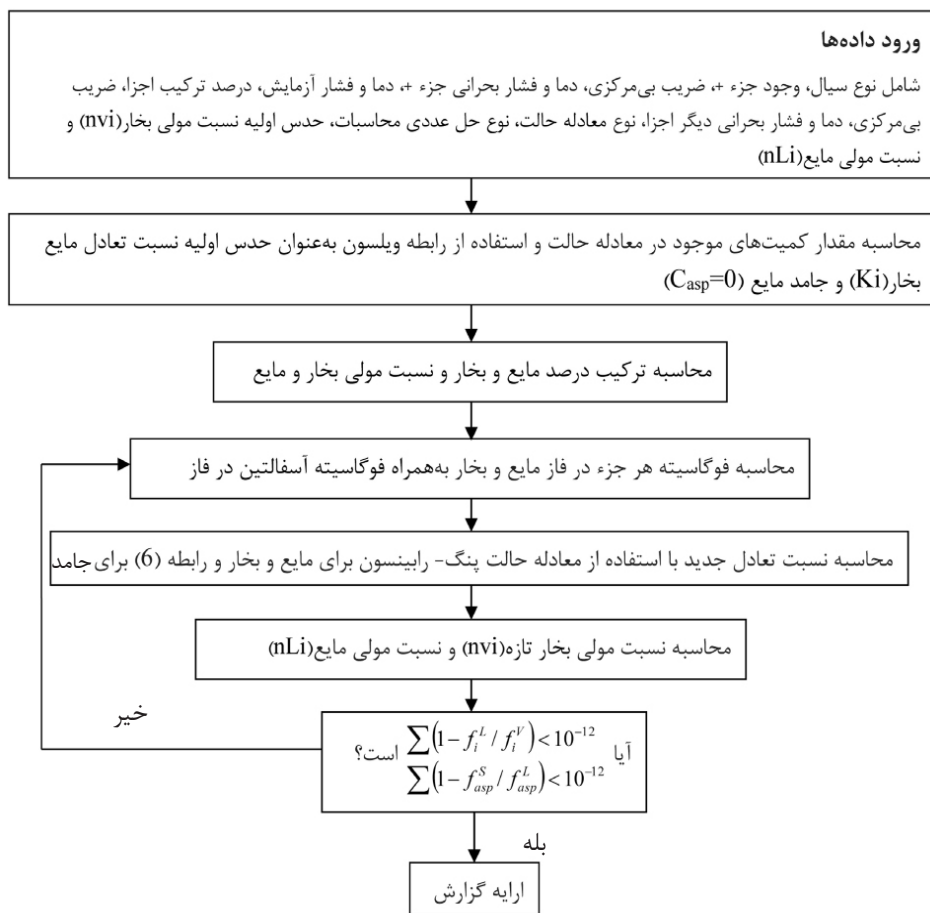 ورود داده‌ها
شامل نوع سیال، وجود جزء +، ضریب بی‌مرکزی، دما و فشار بحرانی جزء +، دما و فشار آزمایش، درصد ترکیب اجزا، ضریب
بی‌مرکزی، دما و فشار بحرانی دیگر اجزا، نوع معادله حالت، نوع حل عددی محاسبات، حدس اولیه نسبت مولی بخار(nvi) و
نسبت مولی مایع(nLi)
محاسبه مقدار کمیت‌های موجود در معادله حالت و استفاده از رابطه ویلسون به‌عنوان حدس اولیه نسبت تعادل مایع
بخار(Ki) و جامد مایع (C_asp=0)
محاسبه ترکیب درصد مایع و بخار و نسبت مولی بخار و مایع
محاسبه فوگاسیته هر جزء در فاز مایع و بخار به‌همراه فوگاسیته آسفالتین در فاز
محاسبه نسبت تعادل جدید با استفاده از معادله حالت پنگ- رابینسون برای مایع و بخار و رابطه (6) برای جامد
محاسبه نسبت مولی بخار تازه(nvi) و نسبت مولی مایع(nLi)
خیر
آیا ∑(1−f_i^L/f_i^V)<10^−12 است؟
∑(1−f_asp^S/f_asp^L)<10^−12
بله
ارایه گزارش